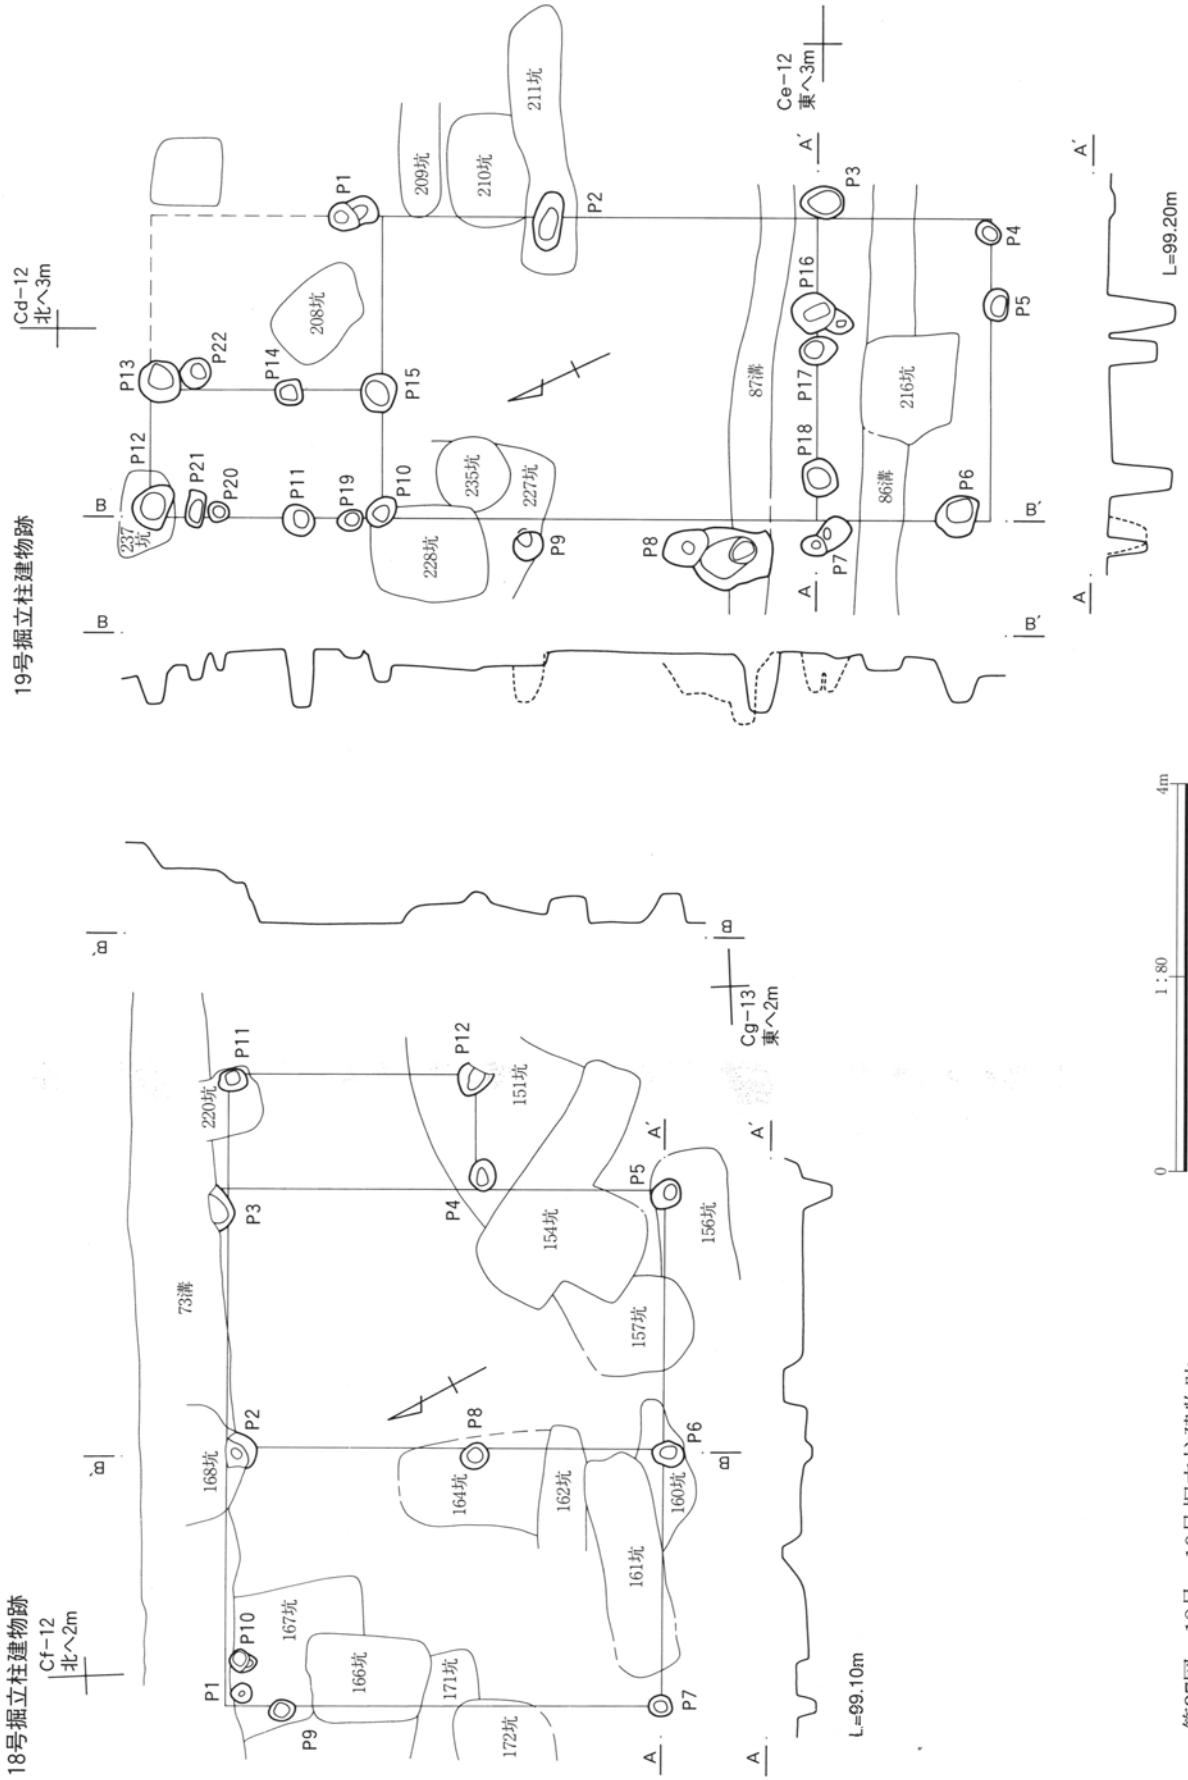 18号掘立柱建物跡
Cf-12
北へ2m
73溝
220坑
P11
P3
168坑
P2
P1
P10
P9
167坑
166坑
171坑
172坑
P12
151坑
P4
154坑
P5
156坑
157坑
P8
164坑
162坑
161坑
P6
160坑
P7
A
A′
A
A′
B
B′
B
B′
Cg-13
東へ2m
L=99.10m
19号掘立柱建物跡
Cd-12
北へ3m
P13
P22
P12
237坑
P21
P20
P11
P19
P10
P14
P15
208坑
P1
209坑
210坑
211坑
P2
235坑
227坑
228坑
P9
P8
87溝
P16
P17
P18
P3
P7
86溝
216坑
P6
P5
P4
A
A′
A
A′
B
B′
B
B′
Ce-12
東へ3m
L=99.20m
0
1:80
4m